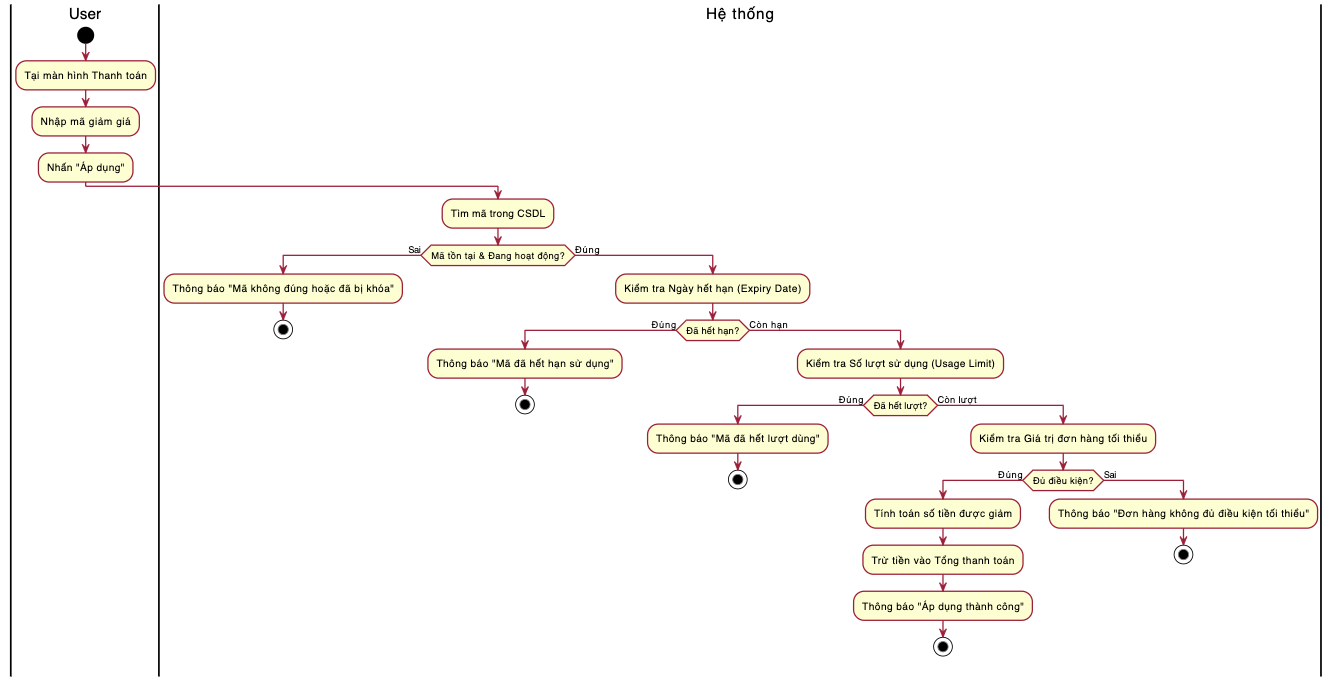 User
Hệ thống
Tại màn hình Thanh toán
Nhập mã giảm giá
Nhấn "Áp dụng"
Tìm mã trong CSDL
Sai
Mã tồn tại & Đang hoạt động?
Đúng
Thông báo "Mã không đúng hoặc đã bị khóa"
Kiểm tra Ngày hết hạn (Expiry Date)
Đúng
Đã hết hạn?
Còn hạn
Thông báo "Mã đã hết hạn sử dụng"
Kiểm tra Số lượt sử dụng (Usage Limit)
Đúng
Đã hết lượt?
Còn lượt
Thông báo "Mã đã hết lượt dùng"
Kiểm tra Giá trị đơn hàng tối thiểu
Đúng
Đủ điều kiện?
Sai
Tính toán số tiền được giảm
Thông báo "Đơn hàng không đủ điều kiện tối thiểu"
Trừ tiền vào Tổng thanh toán
Thông báo "Áp dụng thành công"